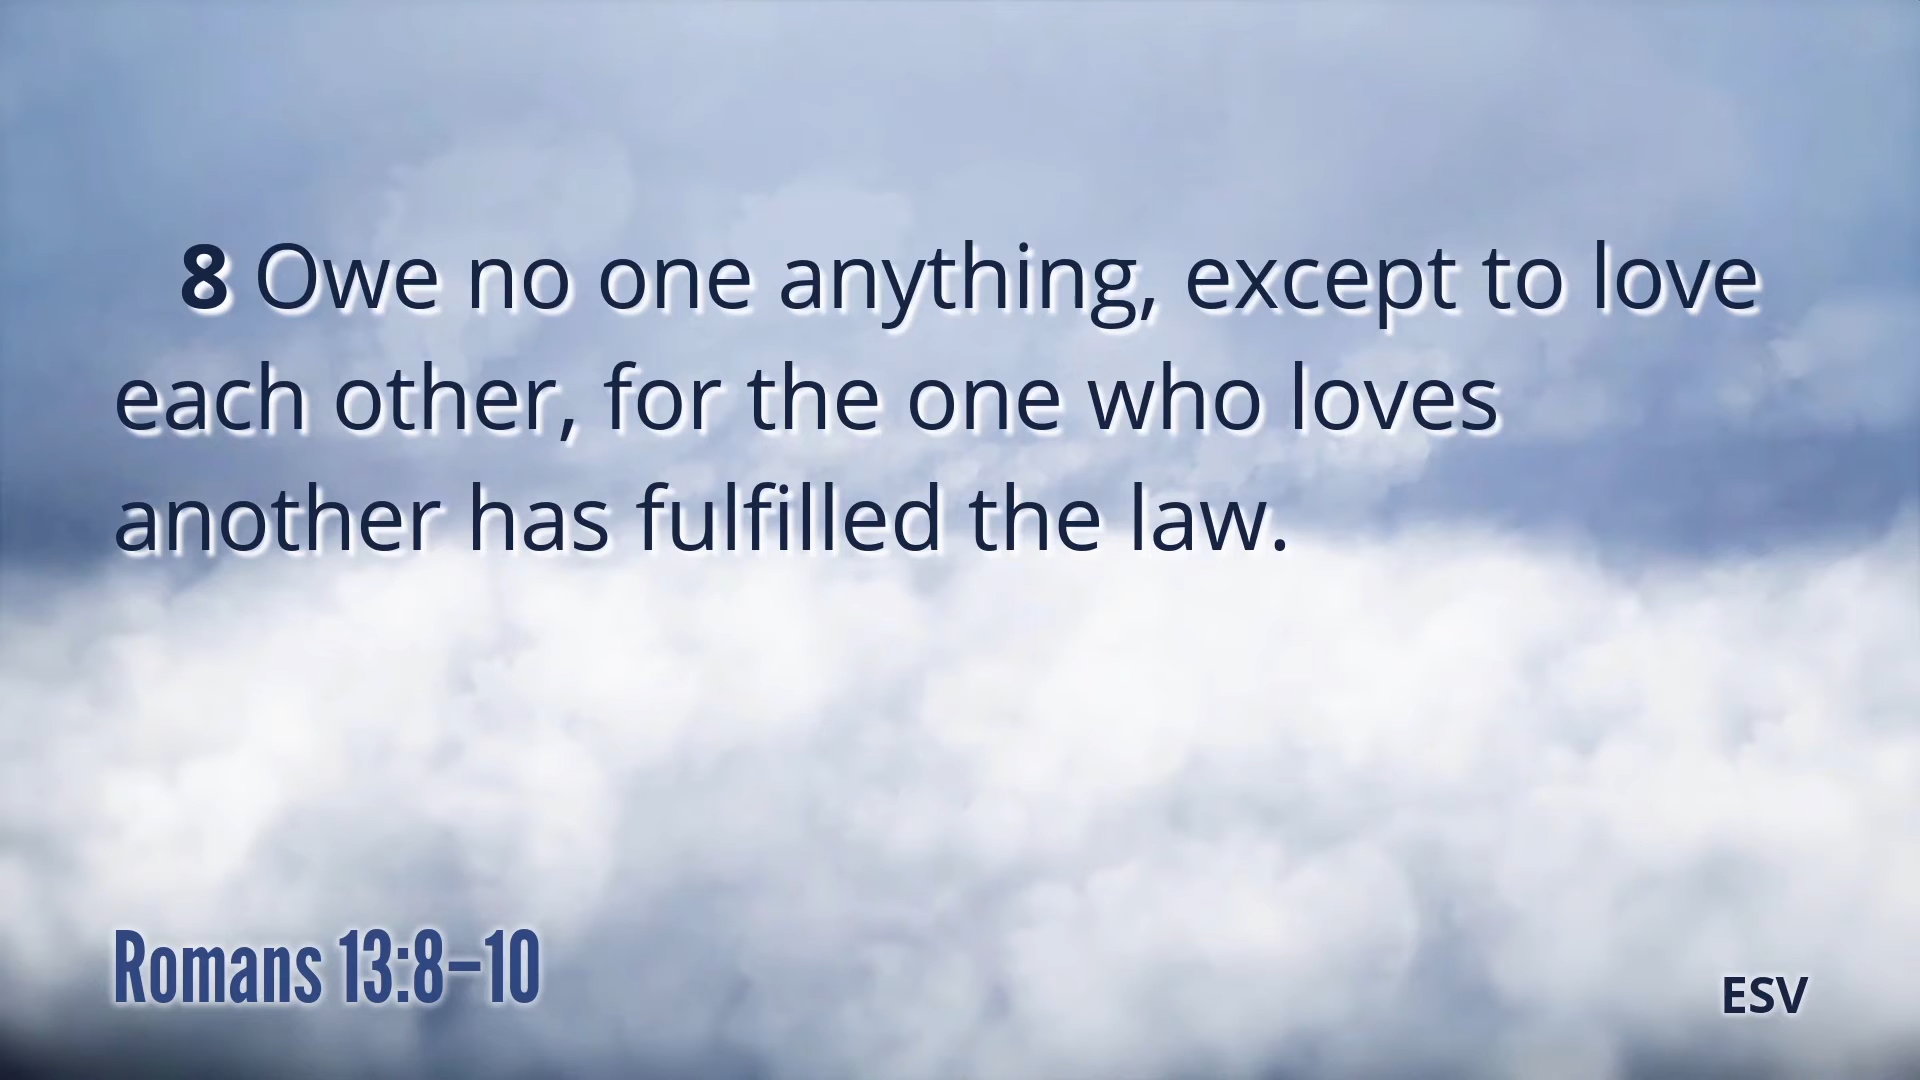 8 Owe no one anything, except to love
each other, for the one who loves
another has fulfilled the law.
Romans 13:8–10
ESV